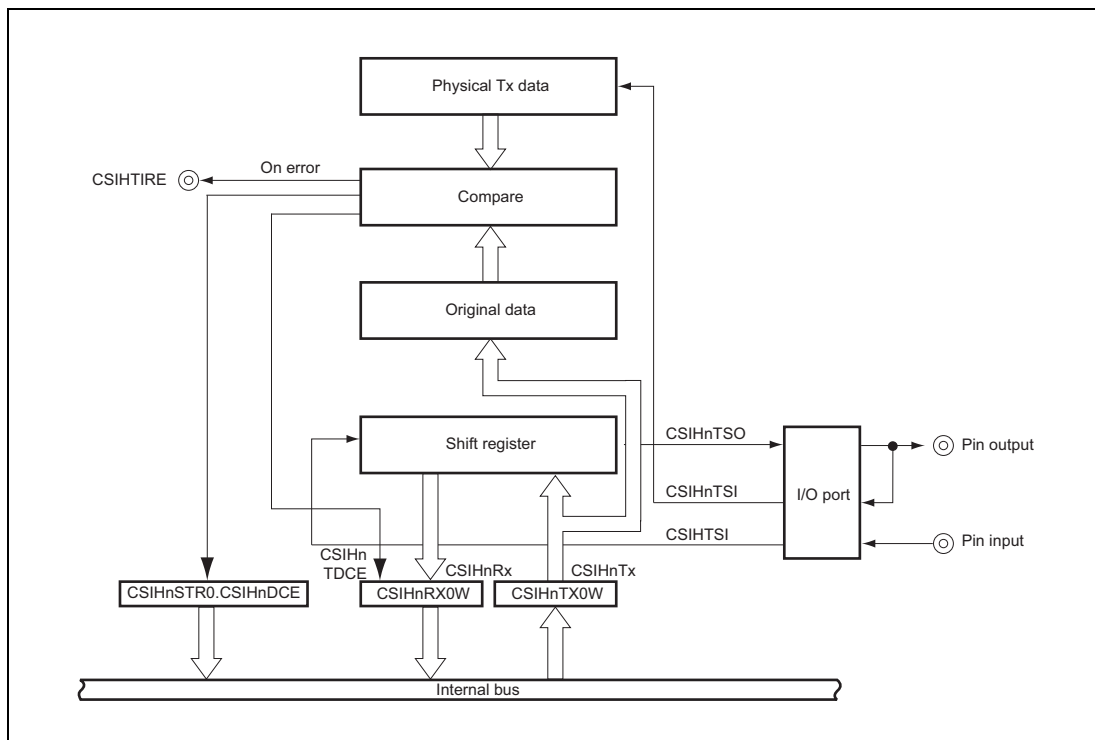 Physical Tx data
On error
CSIHTIRE
Compare
Original data
Shift register
CSIHnTSO
Pin output
CSIHnTSI
I/O port
CSIHTSI
Pin input
CSIHn
TDCE
CSIHnRx
CSIHnTx
CSIHnSTR0.CSIHnDCE
CSIHnRX0W
CSIHnTX0W
Internal bus